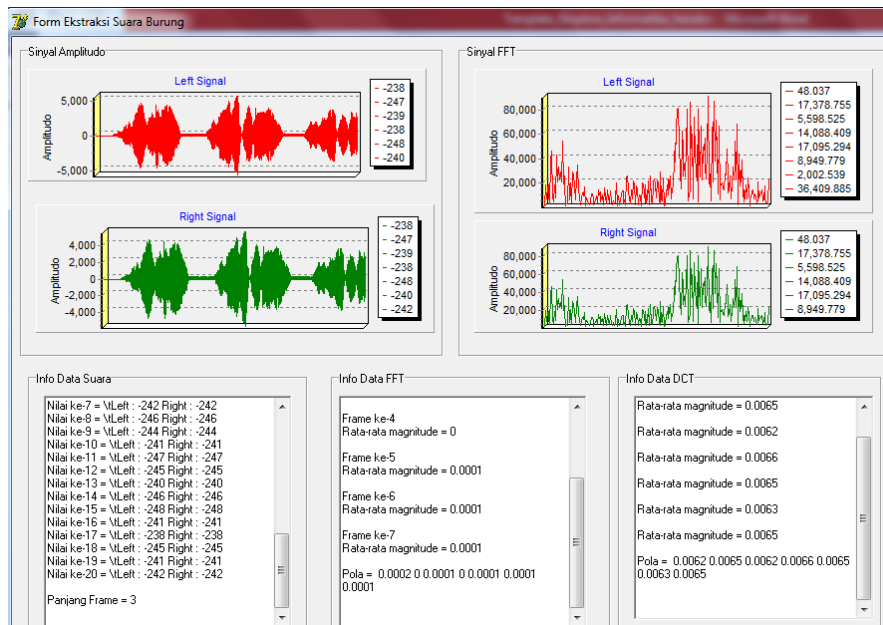 Form Ekstraksi Suara Burung
Sinyal Amplitudo
Left Signal
Amplitudo
5,000
0
-5,000
-238
-247
-239
-238
-248
-240
Right Signal
Amplitudo
4,000
2,000
0
-2,000
-4,000
-238
-247
-239
-238
-248
-240
-242
Sinyal FFT
Left Signal
Amplitudo
80,000
60,000
40,000
20,000
48.037
17,378.755
5,598.525
14,088.409
17,095.294
8,949.779
2,002.539
36,409.885
Right Signal
Amplitudo
80,000
60,000
40,000
20,000
48.037
17,378.755
5,598.525
14,088.409
17,095.294
8,949.779
Info Data Suara
Nilai ke-7 = \tLeft : -242 Right : -242
Nilai ke-8 = \tLeft : -246 Right : -246
Nilai ke-9 = \tLeft : -244 Right : -244
Nilai ke-10 = \tLeft : -241 Right : -241
Nilai ke-11 = \tLeft : -247 Right : -247
Nilai ke-12 = \tLeft : -245 Right : -245
Nilai ke-13 = \tLeft : -240 Right : -240
Nilai ke-14 = \tLeft : -246 Right : -246
Nilai ke-15 = \tLeft : -248 Right : -248
Nilai ke-16 = \tLeft : -241 Right : -241
Nilai ke-17 = \tLeft : -238 Right : -238
Nilai ke-18 = \tLeft : -245 Right : -245
Nilai ke-19 = \tLeft : -241 Right : -241
Nilai ke-20 = \tLeft : -242 Right : -242
Panjang Frame = 3
Info Data FFT
Frame ke-4
Rata-rata magnitude = 0
Frame ke-5
Rata-rata magnitude = 0.0001
Frame ke-6
Rata-rata magnitude = 0.0001
Frame ke-7
Rata-rata magnitude = 0.0001
Pola =  0.0002 0 0.0001 0 0.0001 0.0001
0.0001
Info Data DCT
Rata-rata magnitude = 0.0065
Rata-rata magnitude = 0.0062
Rata-rata magnitude = 0.0066
Rata-rata magnitude = 0.0065
Rata-rata magnitude = 0.0063
Rata-rata magnitude = 0.0065
Pola =  0.0062 0.0065 0.0062 0.0066 0.0065
0.0063 0.0065